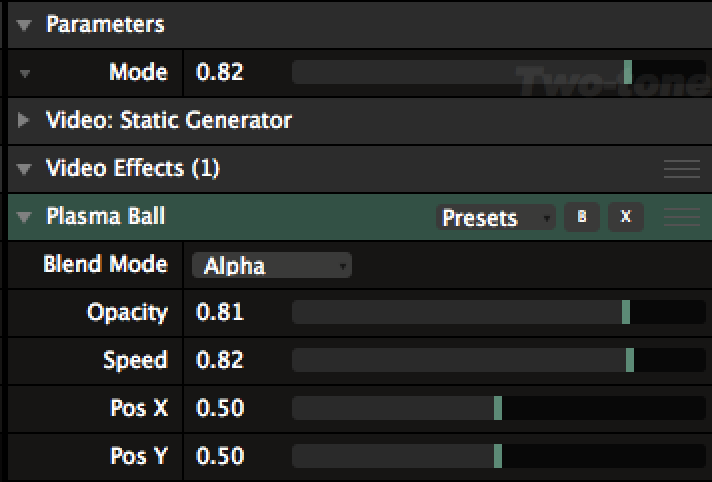 Parameters
Mode 0.82 Two-tone
Video: Static Generator
Video Effects (1)
Plasma Ball Presets B X
Blend Mode Alpha
Opacity 0.81
Speed 0.82
Pos X 0.50
Pos Y 0.50